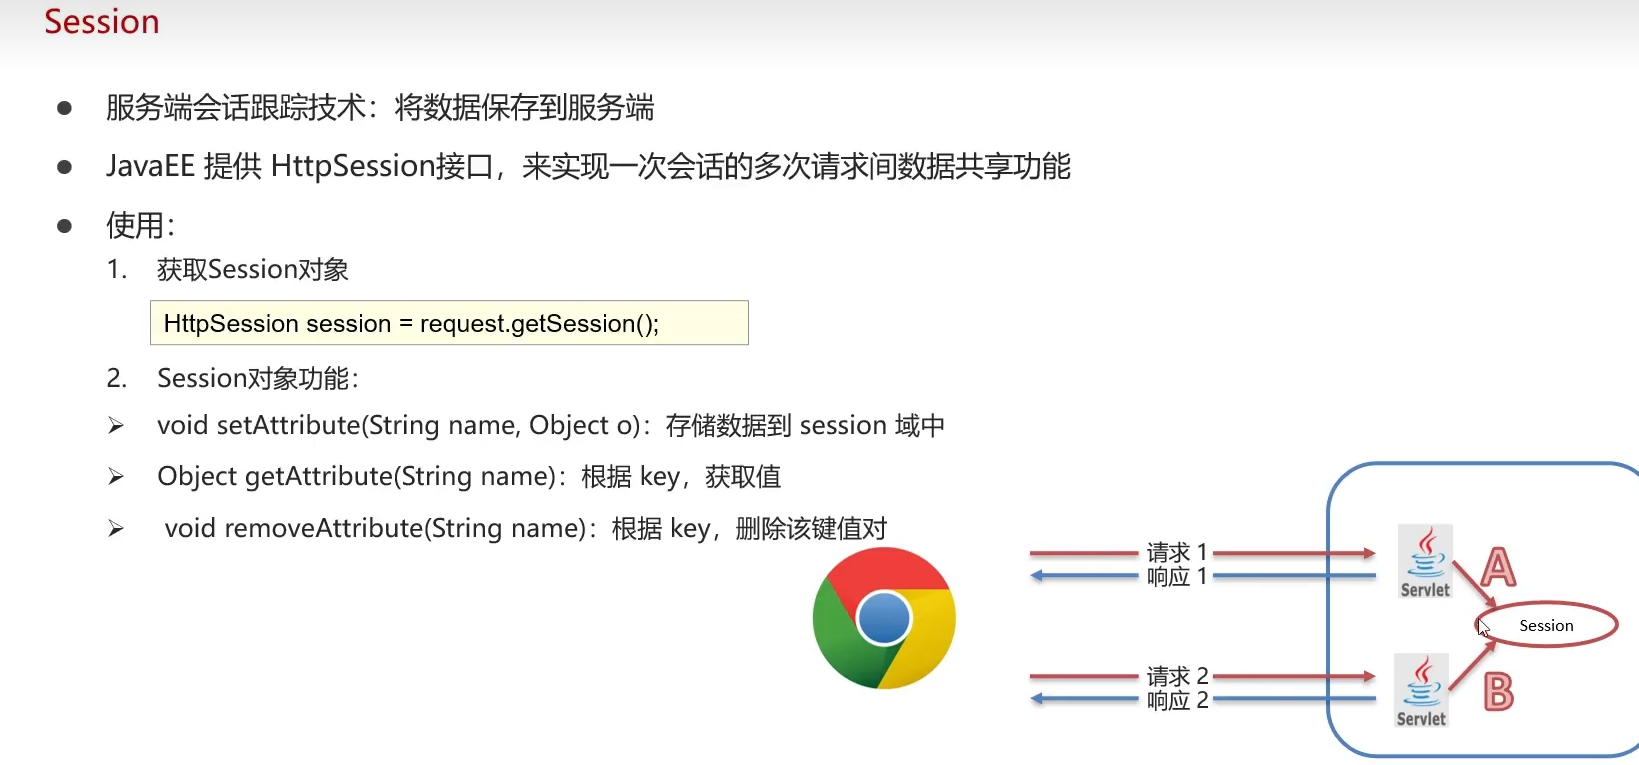 Session
● 服务端会话跟踪技术：将数据保存到服务端
● JavaEE 提供 HttpSession接口，来实现一次会话的多次请求间数据共享功能
● 使用：
1. 获取Session对象
HttpSession session = request.getSession();
2. Session对象功能：
➢ void setAttribute(String name, Object o)：存储数据到 session 域中
➢ Object getAttribute(String name)：根据 key，获取值
➢ void removeAttribute(String name)：根据 key，删除该键值对
请求 1
响应 1
Servlet
A
Session
请求 2
响应 2
Servlet
B